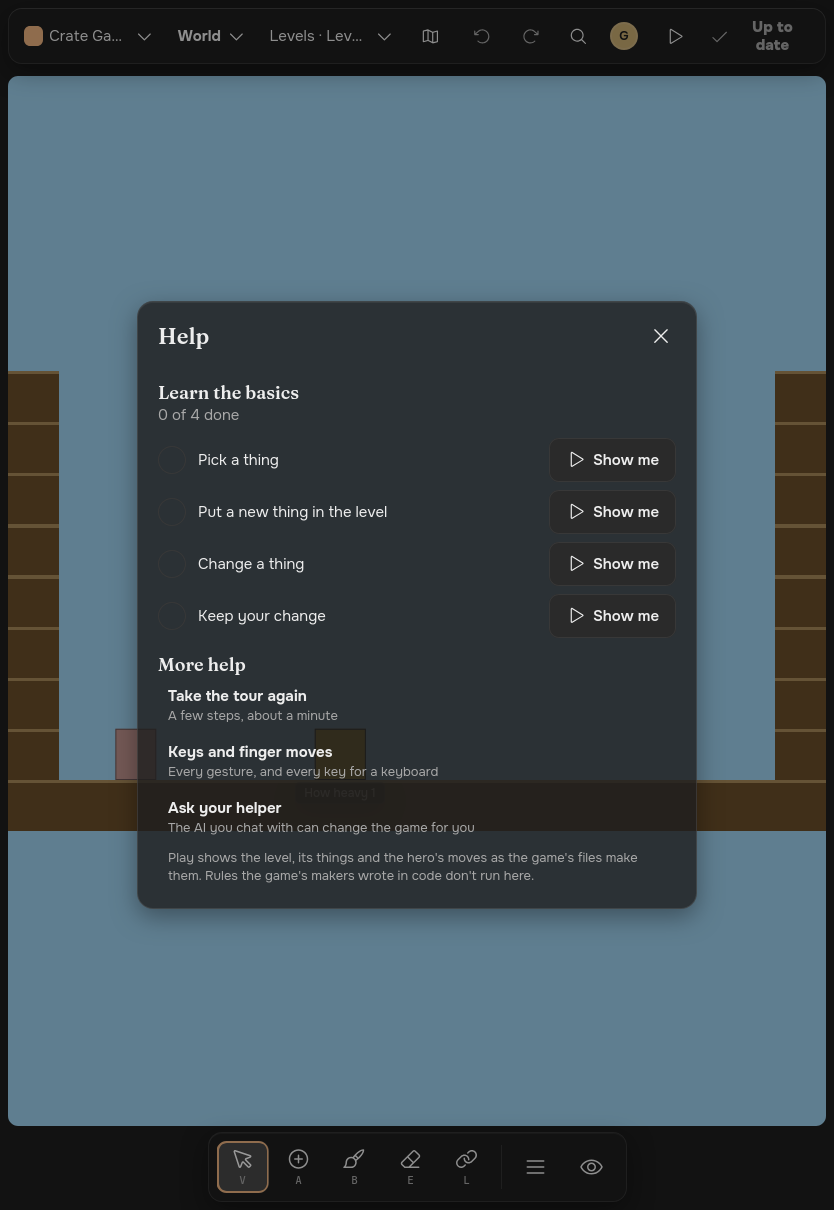 Crate Ga...
World
Levels · Lev...
G
Up to
date
Help
Learn the basics
0 of 4 done
Pick a thing
Show me
Put a new thing in the level
Show me
Change a thing
Show me
Keep your change
Show me
More help
Take the tour again
A few steps, about a minute
Keys and finger moves
Every gesture, and every key for a keyboard
How heavy 1
Ask your helper
The AI you chat with can change the game for you
Play shows the level, its things and the hero's moves as the game's files make
them. Rules the game's makers wrote in code don't run here.
V
A
B
E
L